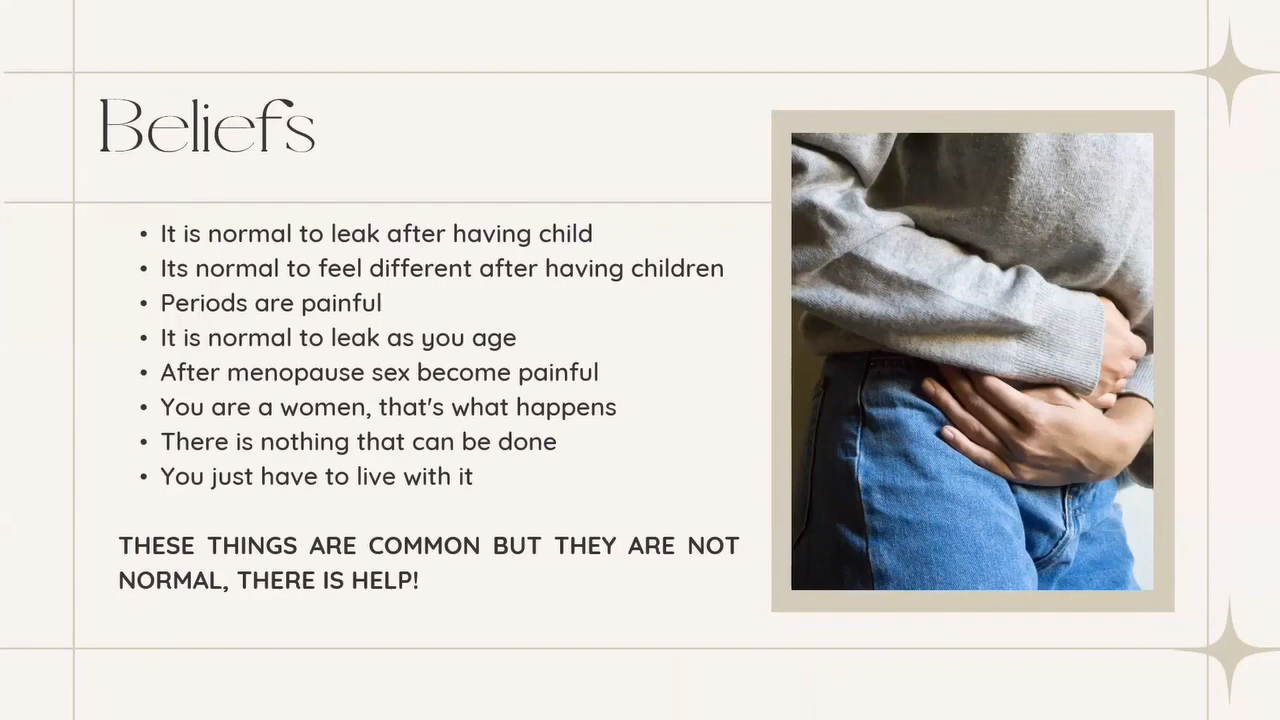 Beliefs
• It is normal to leak after having child
• Its normal to feel different after having children
• Periods are painful
• It is normal to leak as you age
• After menopause sex become painful
• You are a women, that's what happens
• There is nothing that can be done
• You just have to live with it
THESE THINGS ARE COMMON BUT THEY ARE NOT
NORMAL, THERE IS HELP!